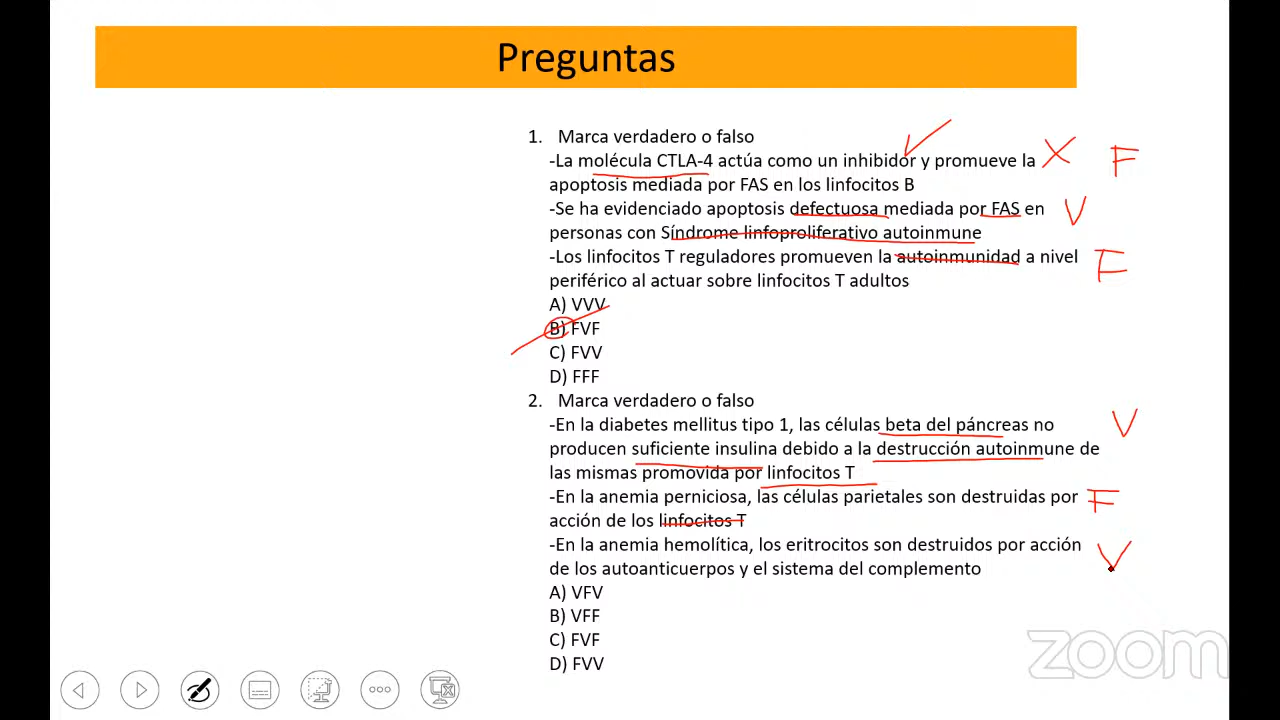 Preguntas
1. Marca verdadero o falso
-La molécula CTLA-4 actúa como un inhibidor y promueve la X F
apoptosis mediada por FAS en los linfocitos B
-Se ha evidenciado apoptosis defectuosa mediada por FAS en V
personas con Síndrome linfoproliferativo autoinmune
-Los linfocitos T reguladores promueven la autoinmunidad a nivel F
periférico al actuar sobre linfocitos T adultos
A) VVV
B) FVF
C) FVV
D) FFF
2. Marca verdadero o falso
-En la diabetes mellitus tipo 1, las células beta del páncreas no V
producen suficiente insulina debido a la destrucción autoinmune de
las mismas promovida por linfocitos T
-En la anemia perniciosa, las células parietales son destruidas por F
acción de los linfocitos T
-En la anemia hemolítica, los eritrocitos son destruidos por acción V
de los autoanticuerpos y el sistema del complemento
A) VFV
B) VFF
C) FVF
D) FVV
zoom